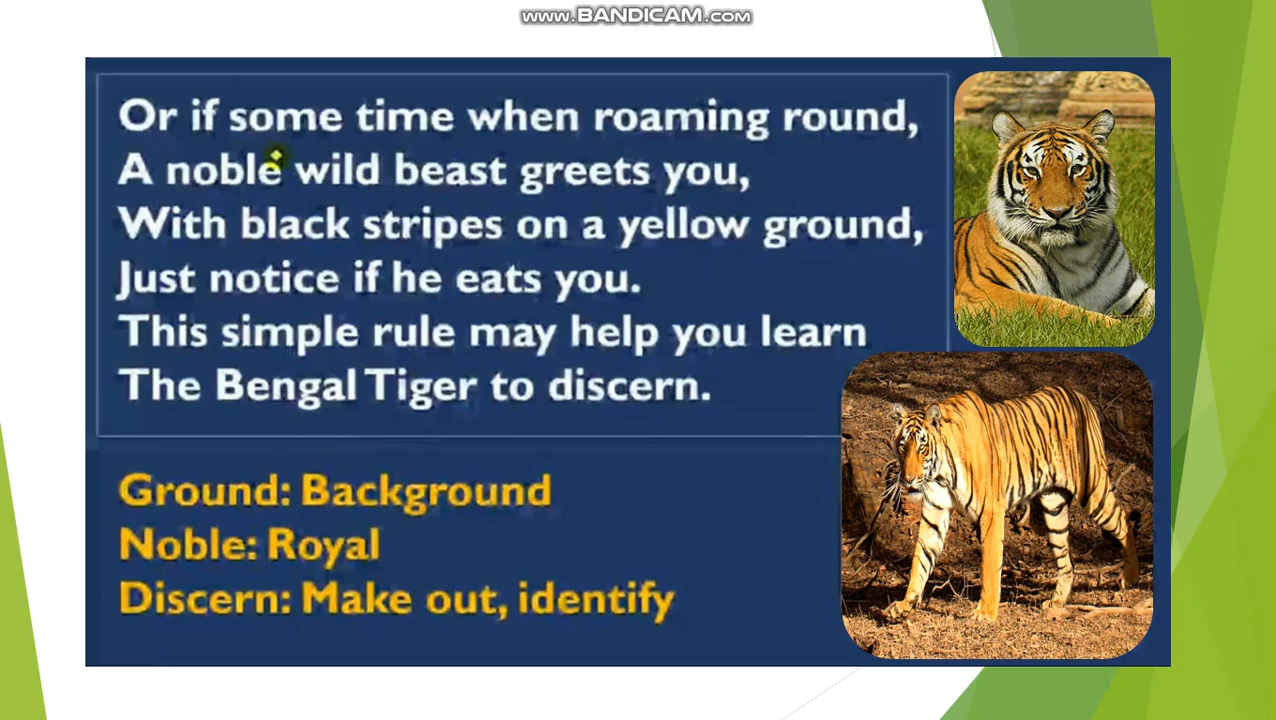 www.BANDICAM.com
Or if some time when roaming round,
A noble wild beast greets you,
With black stripes on a yellow ground,
Just notice if he eats you.
This simple rule may help you learn
The Bengal Tiger to discern.
Ground: Background
Noble: Royal
Discern: Make out, identify